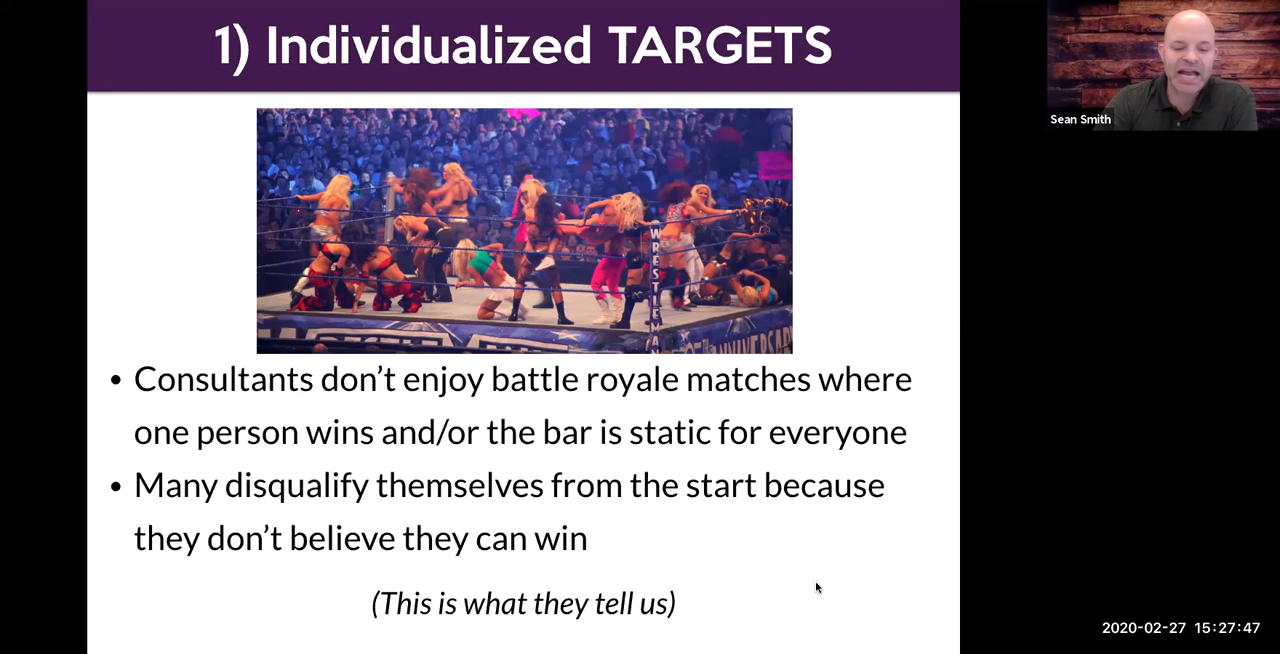 1) Individualized TARGETS
Sean Smith
WRESTLEMAN
• Consultants don’t enjoy battle royale matches where
one person wins and/or the bar is static for everyone
• Many disqualify themselves from the start because
they don’t believe they can win
(This is what they tell us)
2020-02-27 15:27:47